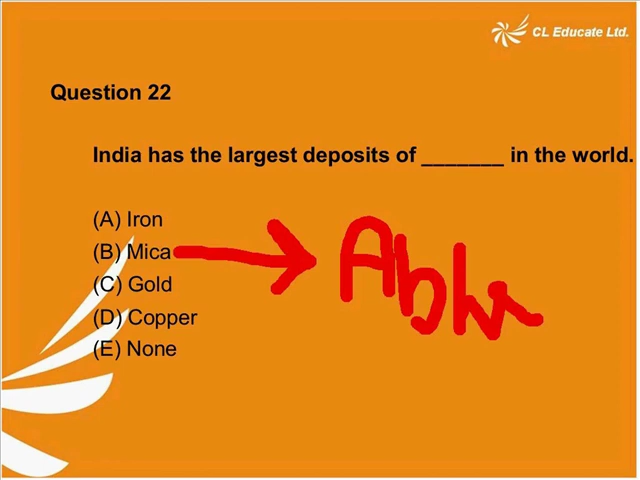 CL Educate Ltd.
Question 22
India has the largest deposits of _______ in the world.
(A) Iron
(B) Mica
(C) Gold
(D) Copper
(E) None